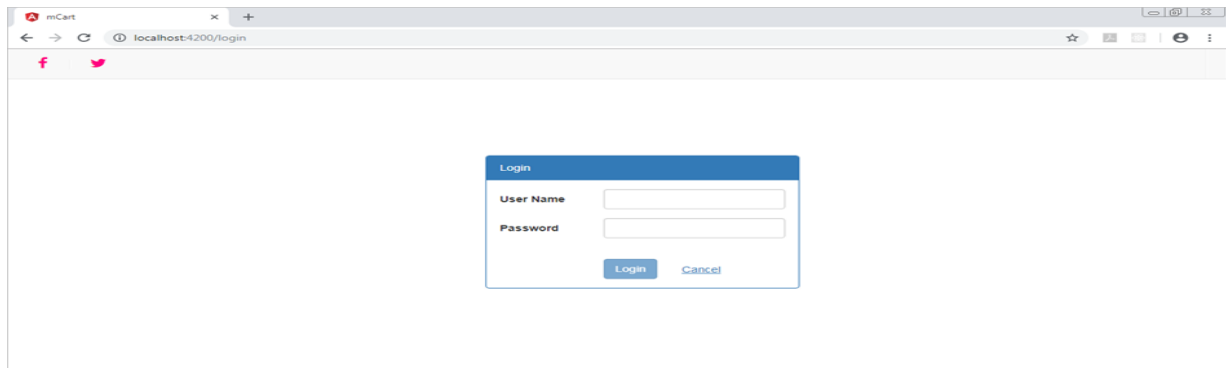 mCart
localhost:4200/login
Login
User Name
Password
Login Cancel